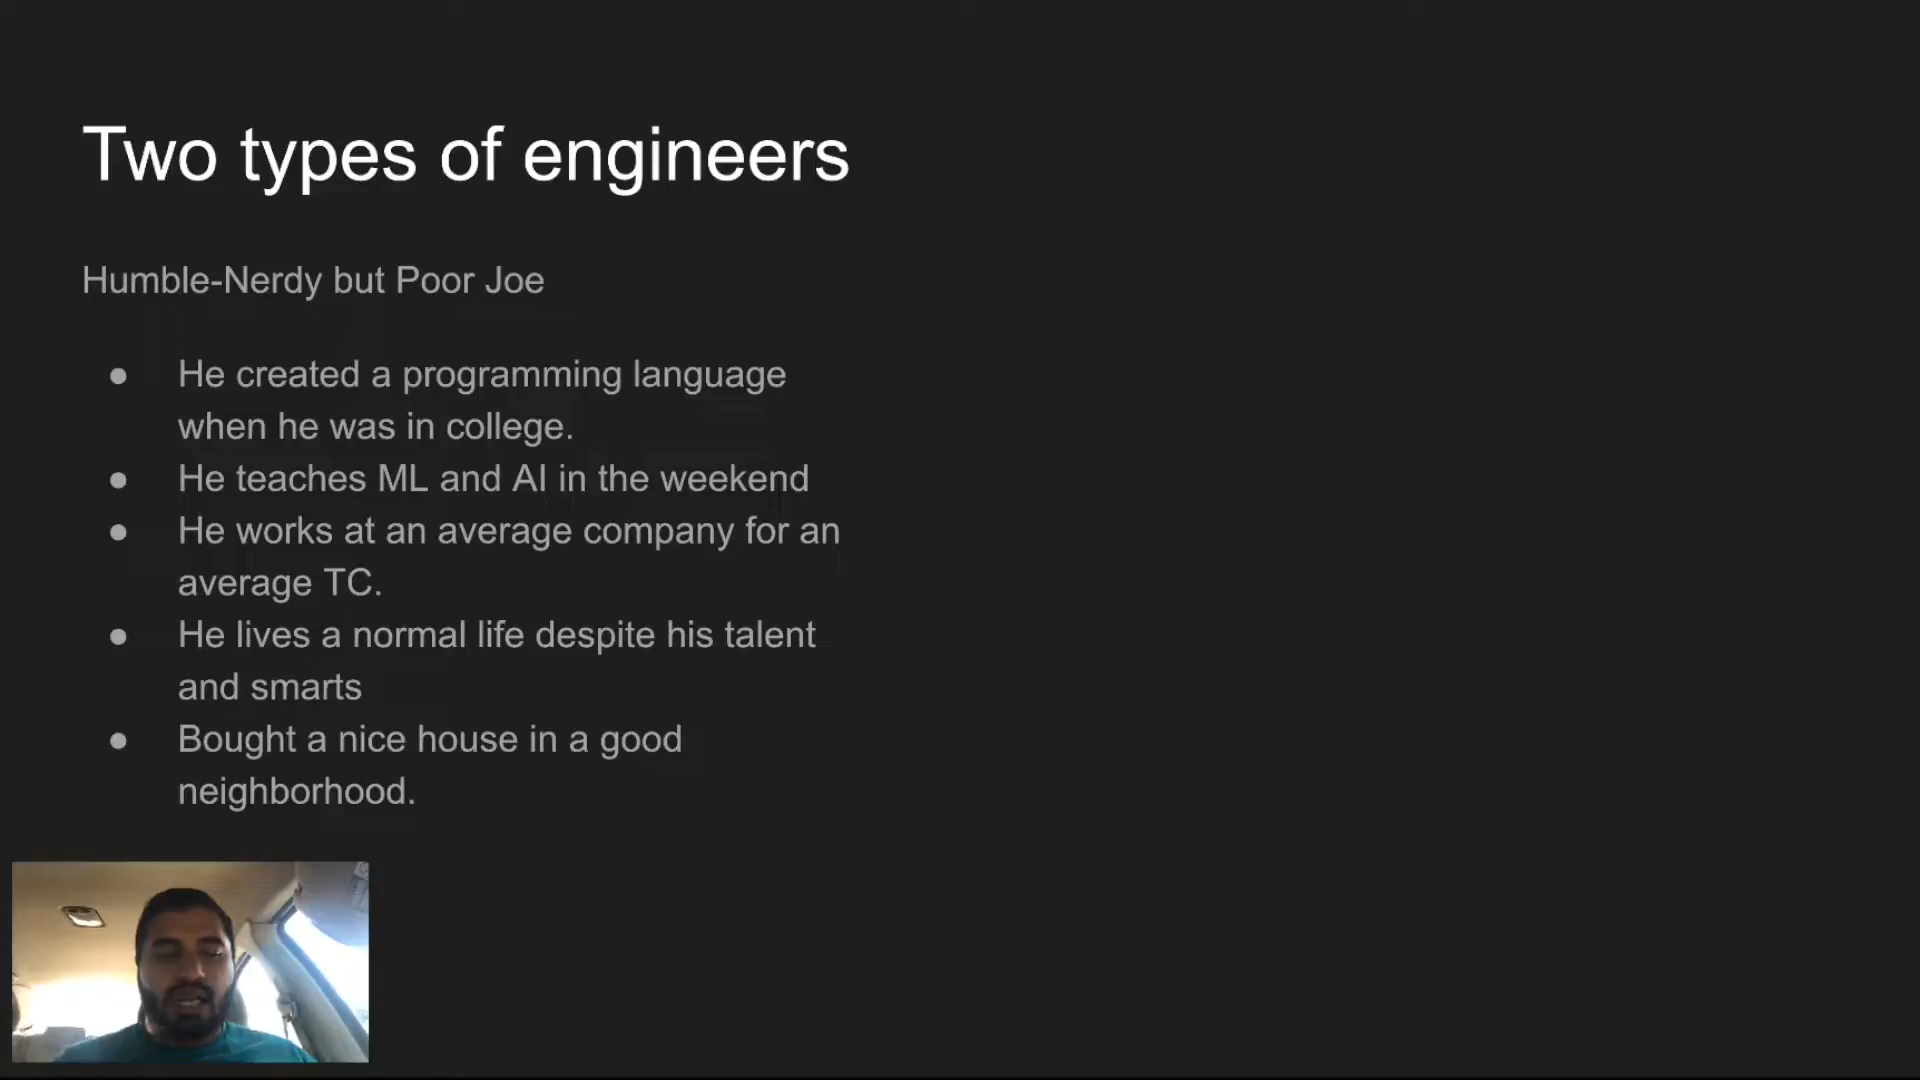 Two types of engineers
Humble-Nerdy but Poor Joe
● He created a programming language
when he was in college.
● He teaches ML and AI in the weekend
● He works at an average company for an
average TC.
● He lives a normal life despite his talent
and smarts
● Bought a nice house in a good
neighborhood.